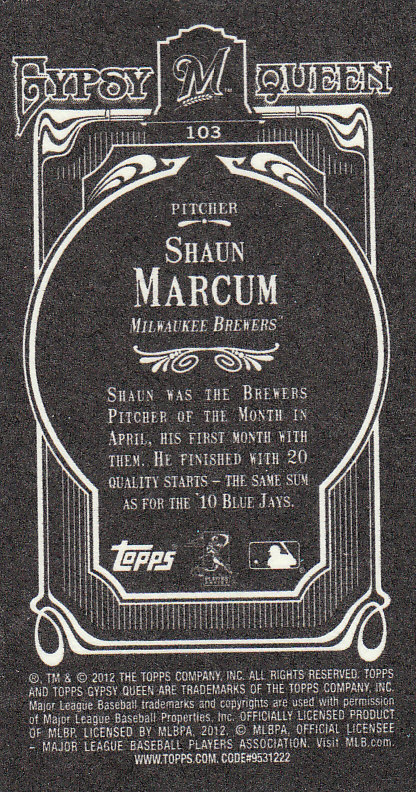 GYPSY M QUEEN
™
103
PITCHER
SHAUN
MARCUM
MILWAUKEE BREWERS™
SHAUN WAS THE BREWERS
PITCHER OF THE MONTH IN
APRIL, HIS FIRST MONTH WITH
THEM. HE FINISHED WITH 20
QUALITY STARTS – THE SAME SUM
AS FOR THE '10 BLUE JAYS.
topps
®, TM & © 2012 THE TOPPS COMPANY, INC. ALL RIGHTS RESERVED. TOPPS
AND TOPPS GYPSY QUEEN ARE TRADEMARKS OF THE TOPPS COMPANY, INC.
Major League Baseball trademarks and copyrights are used with permission
of Major League Baseball Properties, Inc. OFFICIALLY LICENSED PRODUCT
OF MLBP. LICENSED BY MLBPA, 2012. © MLBPA, OFFICIAL LICENSEE
– MAJOR LEAGUE BASEBALL PLAYERS ASSOCIATION. Visit MLB.com.
WWW.TOPPS.COM. CODE#9531222